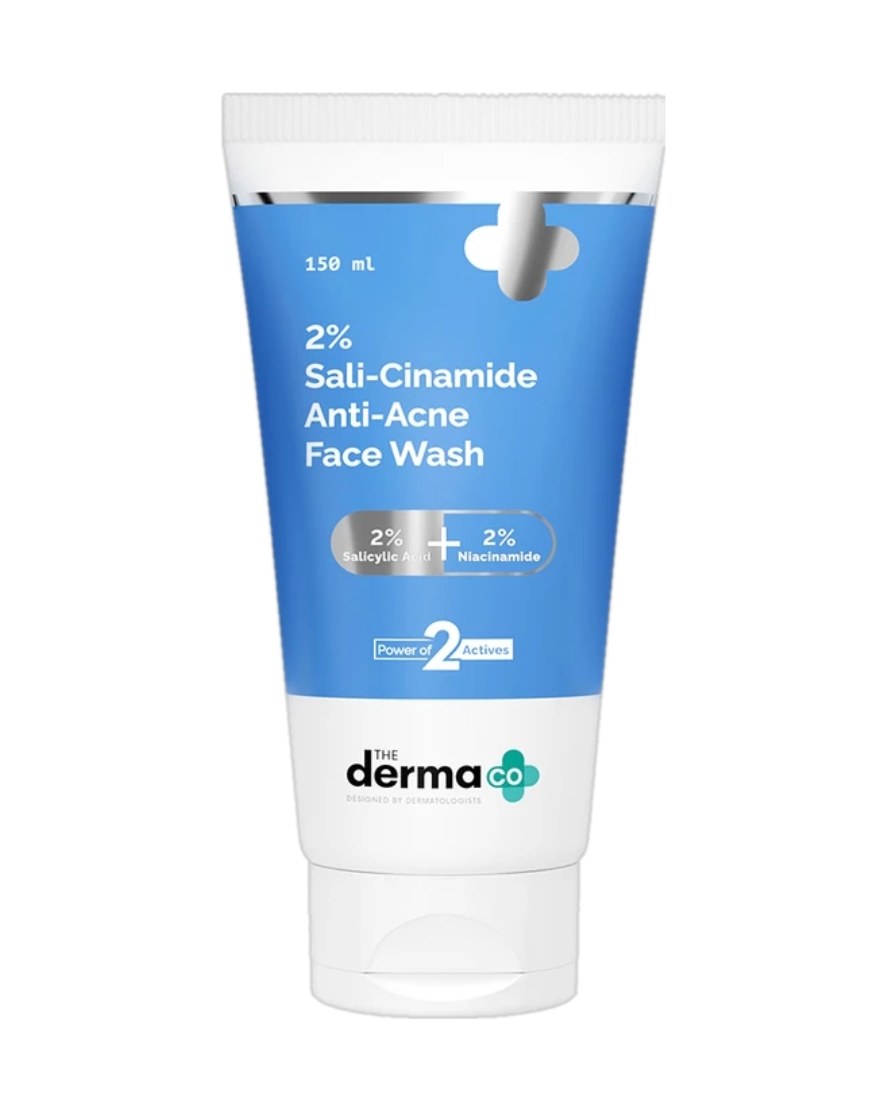 150 ml
2%
Sali-Cinamide
Anti-Acne
Face Wash
2% + 2%
Salicylic Acid Niacinamide
Power of 2 Actives
THE
derma co
DESIGNED BY DERMATOLOGISTS